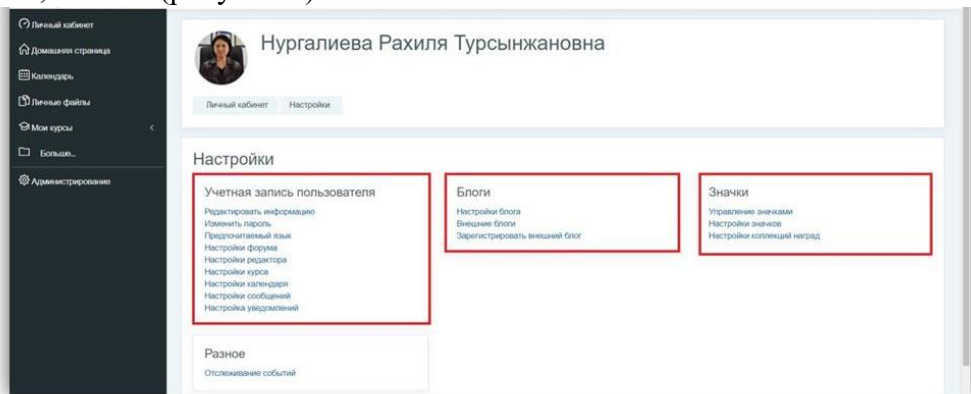 Личный кабинет
Домашняя страница
Календарь
Личные файлы
Мои курсы
Больше...
Администрирование
Нургалиева Рахиля Турсынжановна
Личный кабинет
Настройки
Настройки
Учетная запись пользователя
Редактировать информацию
Изменить пароль
Предпочитаемый язык
Настройки форума
Настройки редактора
Настройки курса
Настройки календаря
Настройки сообщений
Настройка уведомлений
Блоги
Настройки блога
Внешние блоги
Зарегистрировать внешний блог
Значки
Управление значками
Настройки значков
Настройки коллекций наград
Разное
Отслеживание событий